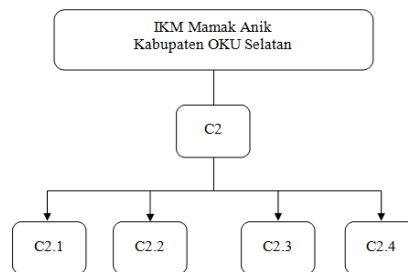 IKM Mamak Anik
Kabupaten OKU Selatan
C2
C2.1
C2.2
C2.3
C2.4